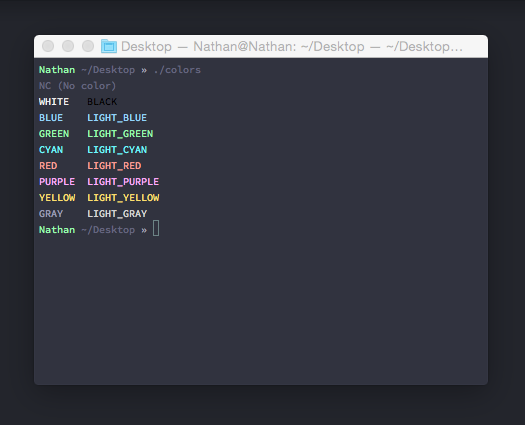 Desktop — Nathan@Nathan: ~/Desktop — ~/Desktop...
Nathan ~/Desktop » ./colors
NC (No color)
WHITE BLACK
BLUE LIGHT_BLUE
GREEN LIGHT_GREEN
CYAN LIGHT_CYAN
RED LIGHT_RED
PURPLE LIGHT_PURPLE
YELLOW LIGHT_YELLOW
GRAY LIGHT_GRAY
Nathan ~/Desktop »